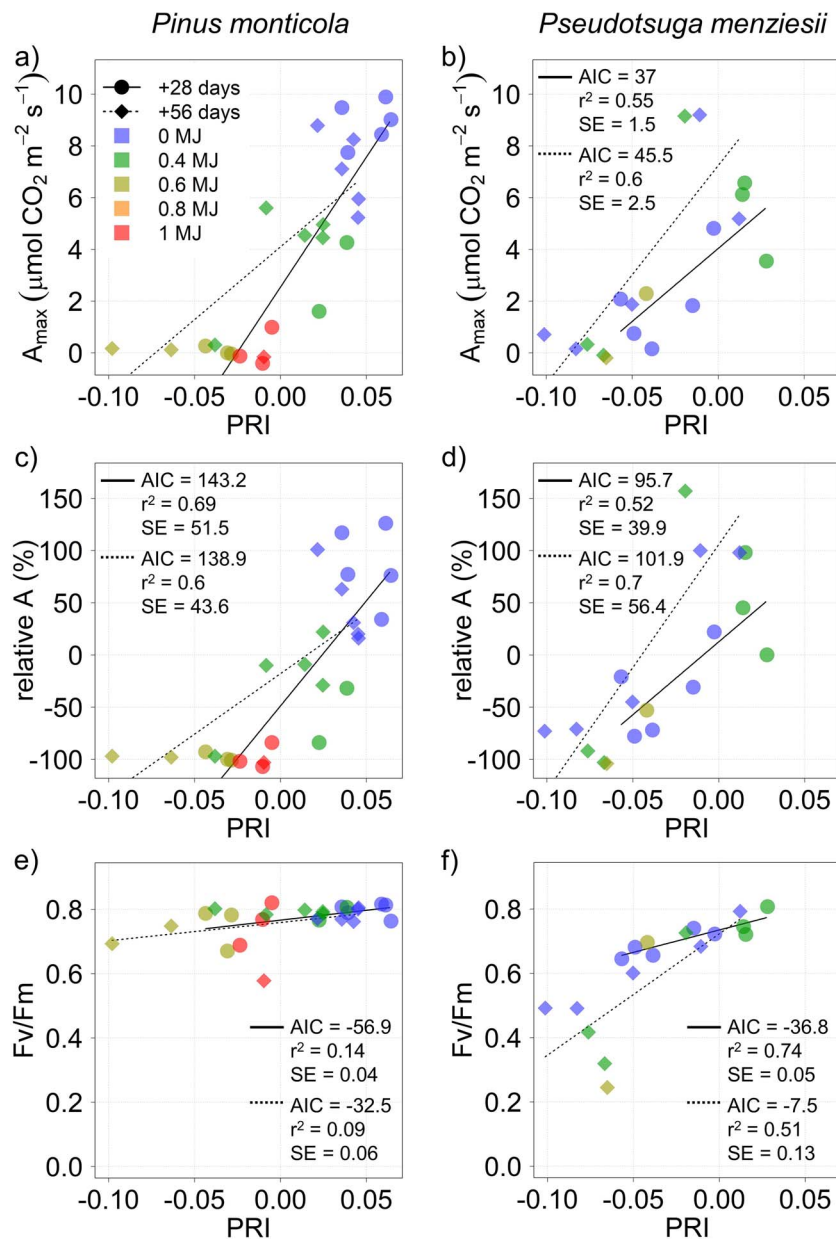 Pinus monticola
Pseudotsuga menziesii
a)
+28 days
+56 days
0 MJ
0.4 MJ
0.6 MJ
0.8 MJ
1 MJ
10
8
6
4
2
0
Amax (μmol CO2 m−2 s−1)
-0.10 -0.05 0.00 0.05
PRI
b)
AIC = 37
r2 = 0.55
SE = 1.5
AIC = 45.5
r2 = 0.6
SE = 2.5
10
8
6
4
2
0
Amax (μmol CO2 m−2 s−1)
-0.10 -0.05 0.00 0.05
PRI
c)
AIC = 143.2
r2 = 0.69
SE = 51.5
AIC = 138.9
r2 = 0.6
SE = 43.6
150
100
50
0
-50
-100
relative A (%)
-0.10 -0.05 0.00 0.05
PRI
d)
AIC = 95.7
r2 = 0.52
SE = 39.9
AIC = 101.9
r2 = 0.7
SE = 56.4
150
100
50
0
-50
-100
relative A (%)
-0.10 -0.05 0.00 0.05
PRI
e)
0.8
0.6
0.4
0.2
0.0
Fv/Fm
AIC = -56.9
r2 = 0.14
SE = 0.04
AIC = -32.5
r2 = 0.09
SE = 0.06
-0.10 -0.05 0.00 0.05
PRI
f)
0.8
0.6
0.4
0.2
0.0
Fv/Fm
AIC = -36.8
r2 = 0.74
SE = 0.05
AIC = -7.5
r2 = 0.51
SE = 0.13
-0.10 -0.05 0.00 0.05
PRI